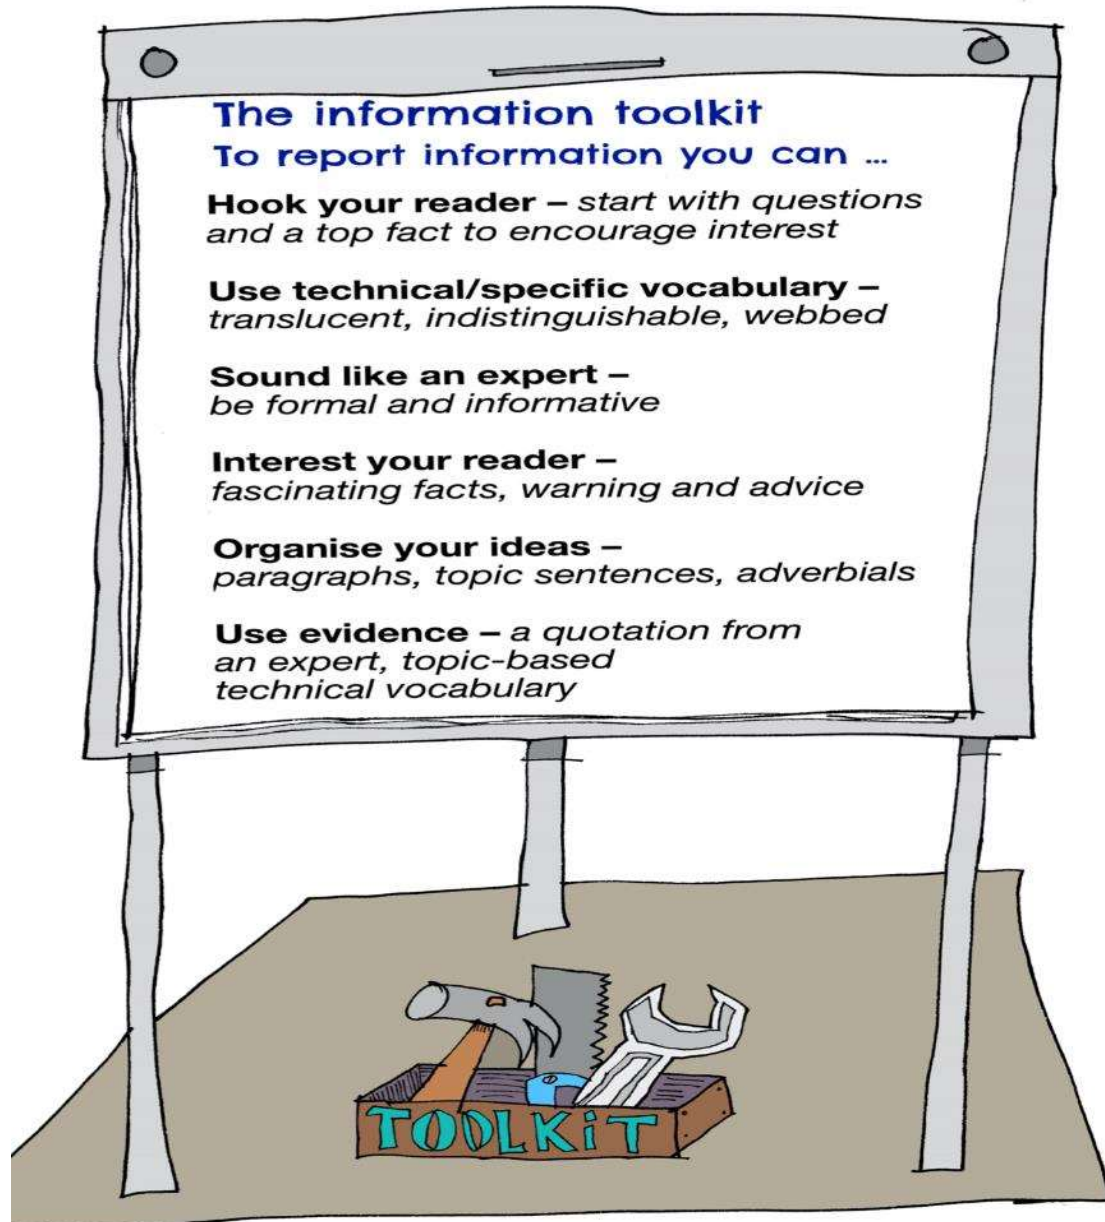 The information toolkit
To report information you can ...
Hook your reader – start with questions
and a top fact to encourage interest
Use technical/specific vocabulary –
translucent, indistinguishable, webbed
Sound like an expert –
be formal and informative
Interest your reader –
fascinating facts, warning and advice
Organise your ideas –
paragraphs, topic sentences, adverbials
Use evidence – a quotation from
an expert, topic-based
technical vocabulary
TOOLKiT